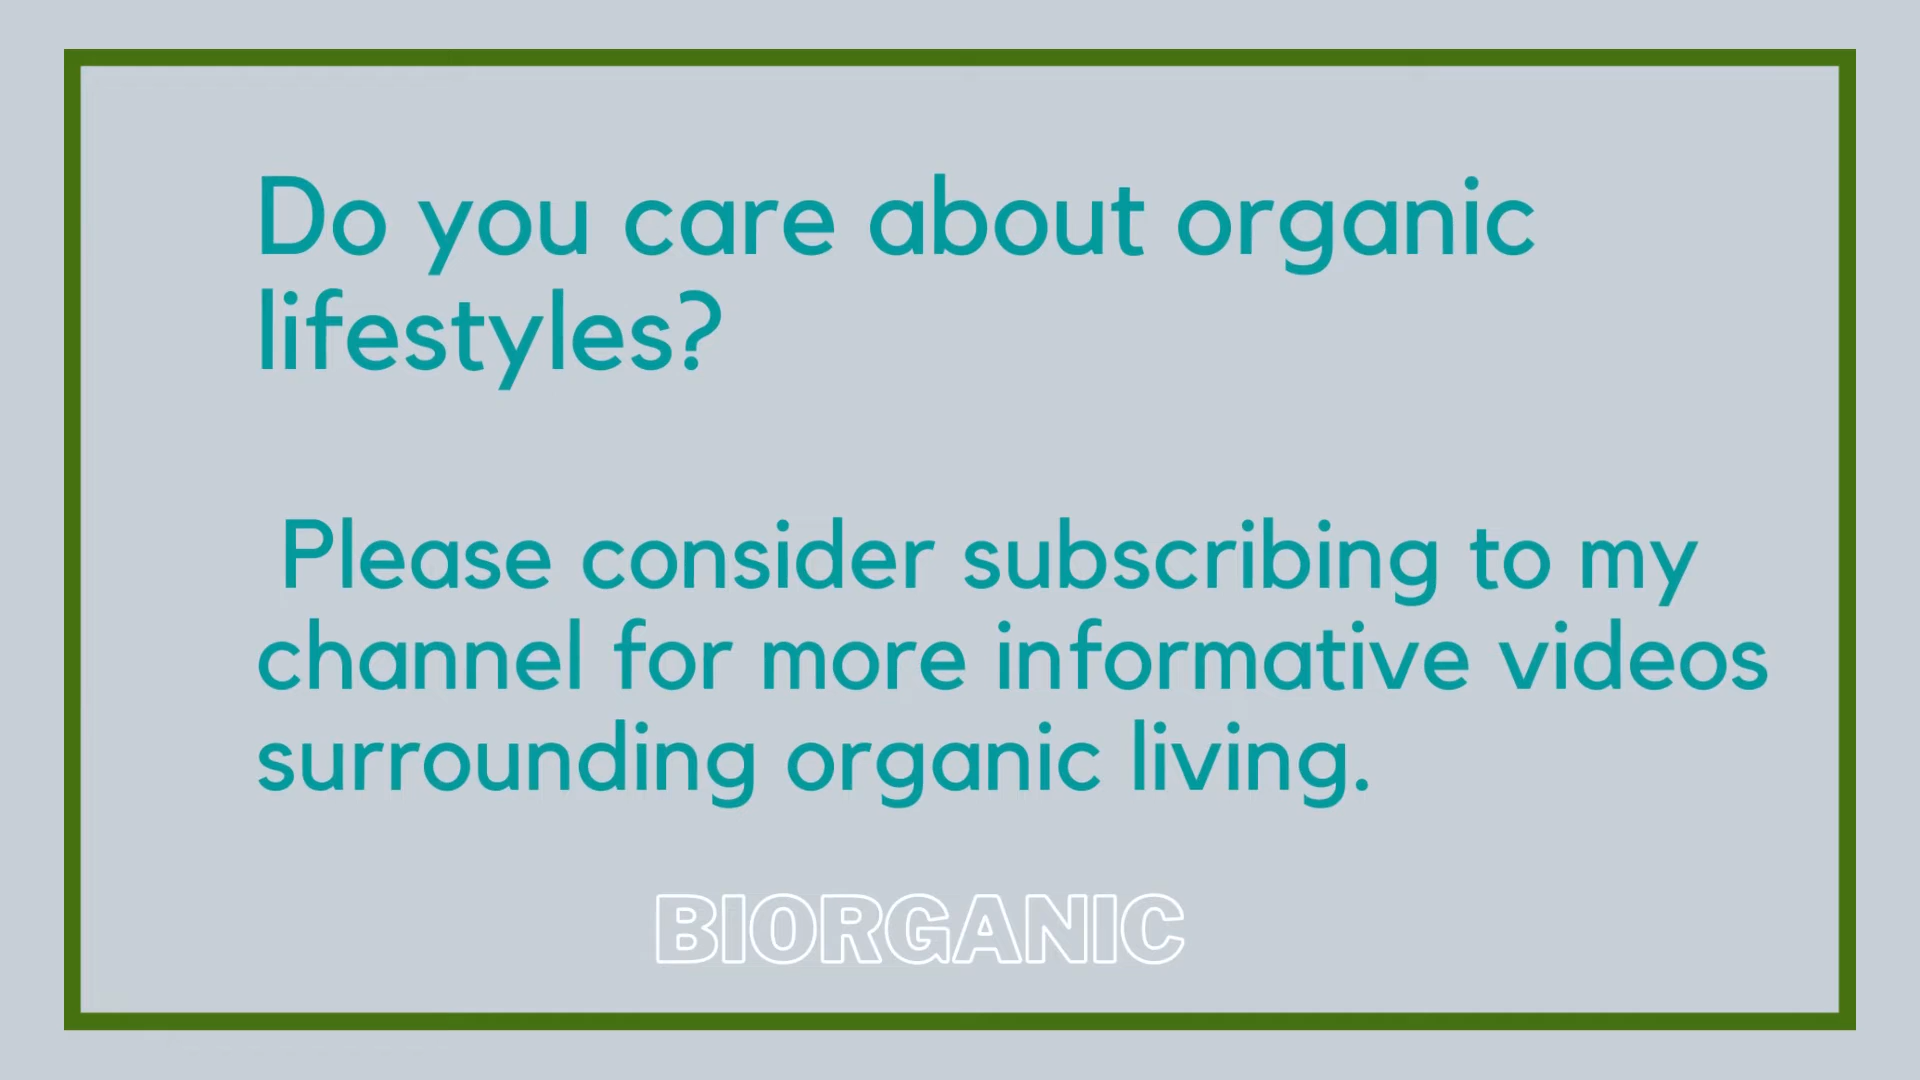 Do you care about organic
lifestyles?
Please consider subscribing to my
channel for more informative videos
surrounding organic living.
BIORGANIC